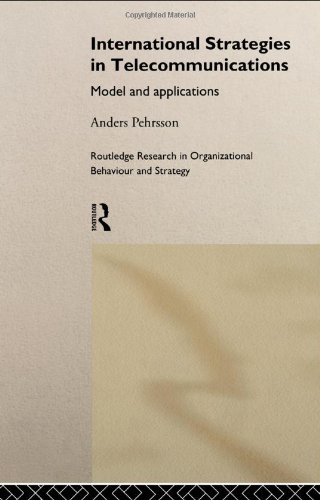 Copyrighted Material
International Strategies
in Telecommunications
Model and applications
Anders Pehrsson
Routledge Research in Organizational
Behaviour and Strategy
ROUTLEDGE